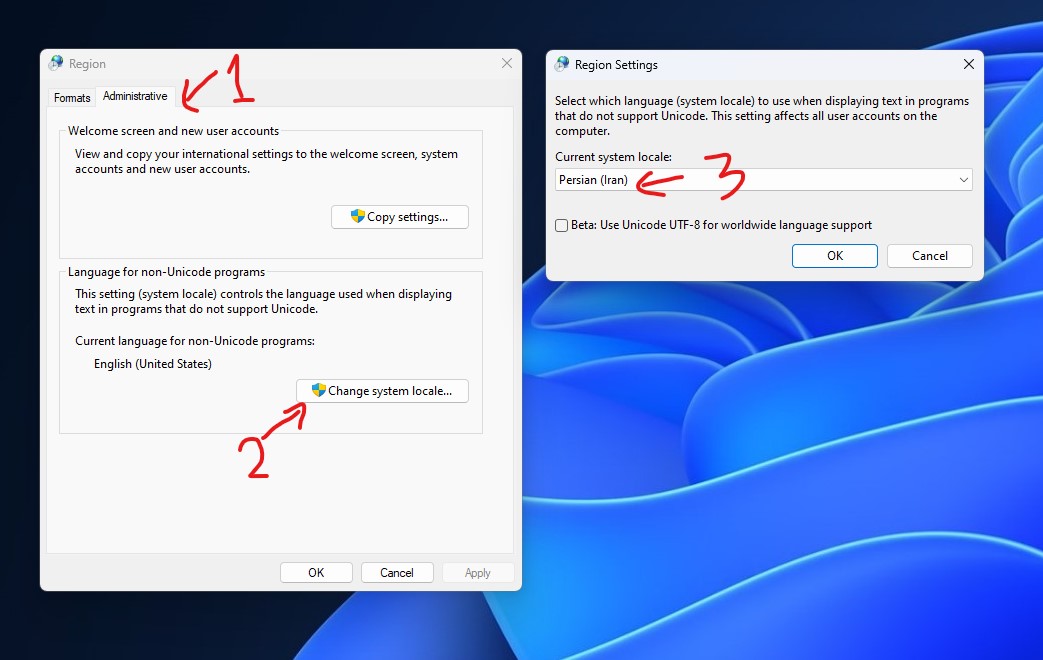 Region
1
Formats
Administrative
Welcome screen and new user accounts
View and copy your international settings to the welcome screen, system
accounts and new user accounts.
Copy settings...
Language for non-Unicode programs
This setting (system locale) controls the language used when displaying
text in programs that do not support Unicode.
Current language for non-Unicode programs:
English (United States)
Change system locale...
2
OK
Cancel
Apply
Region Settings
Select which language (system locale) to use when displaying text in programs
that do not support Unicode. This setting affects all user accounts on the
computer.
Current system locale:
Persian (Iran)
3
Beta: Use Unicode UTF-8 for worldwide language support
OK
Cancel